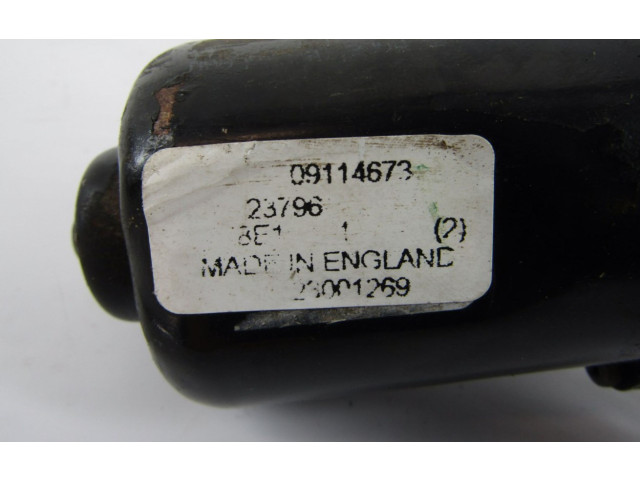 09114673
23796
8E1 1 (2)
MADE IN ENGLAND
23001269